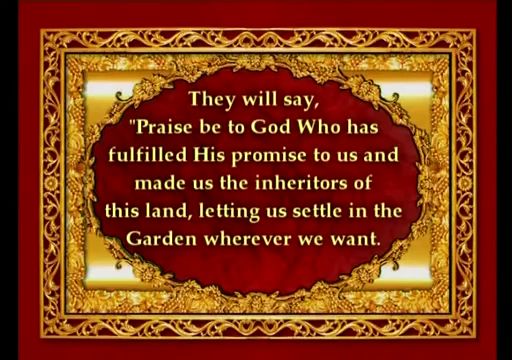 They will say,
"Praise be to God Who has
fulfilled His promise to us and
made us the inheritors of
this land, letting us settle in the
Garden wherever we want.